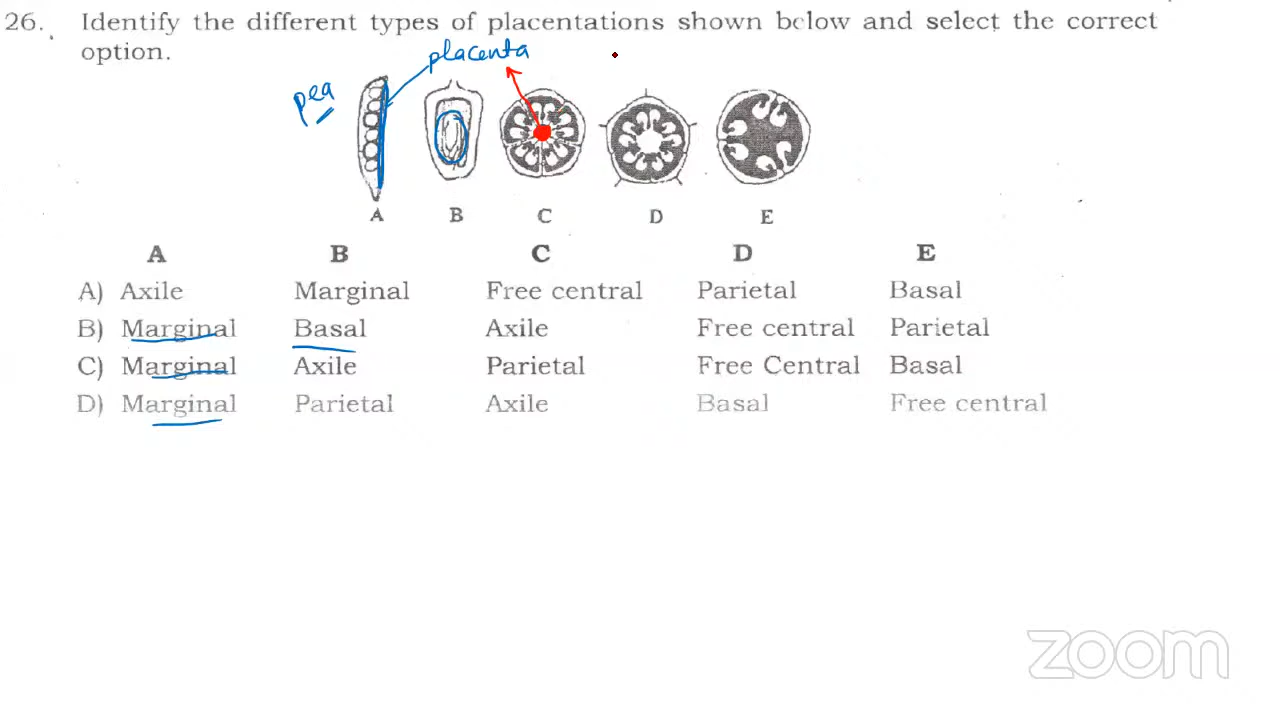 26. Identify the different types of placentations shown below and select the correct
option.
placenta
pea
A B C D E
A B C D E
A) Axile Marginal Free central Parietal Basal
B) Marginal Basal Axile Free central Parietal
C) Marginal Axile Parietal Free Central Basal
D) Marginal Parietal Axile Basal Free central
zoom